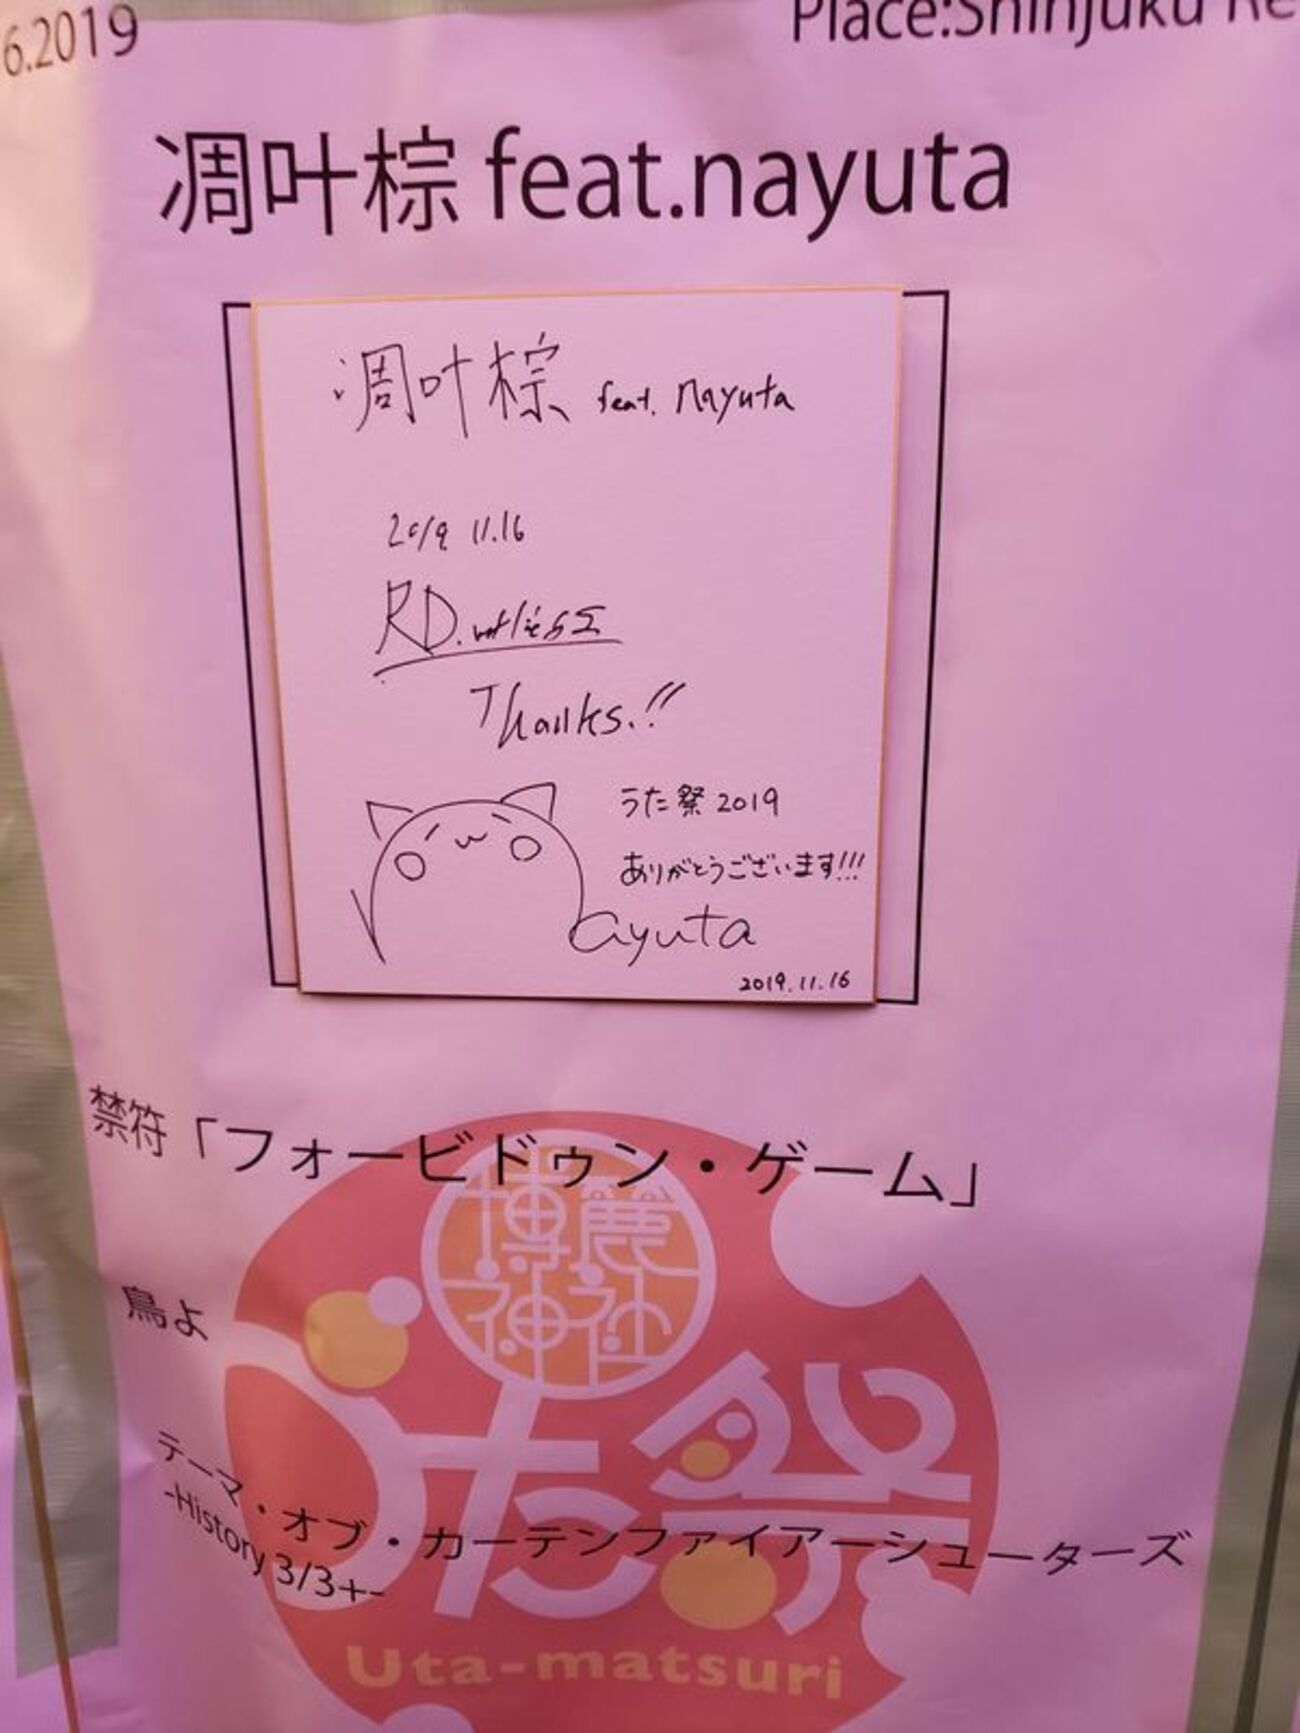 6.2019
Place:Shinjuku Re
凋叶棕 feat.nayuta
凋叶棕 feat. nayuta
2019 11.16
RD.
Thanks.!!
うた祭 2019
ありがとうございます!!!
nayuta
2019.11.16
禁符「フォービドゥン・ゲーム」
博麗
神社
鳥よ
うた祭
テーマ・オブ・カーテンファイアーシューターズ
-History 3/3+-
Uta-matsuri